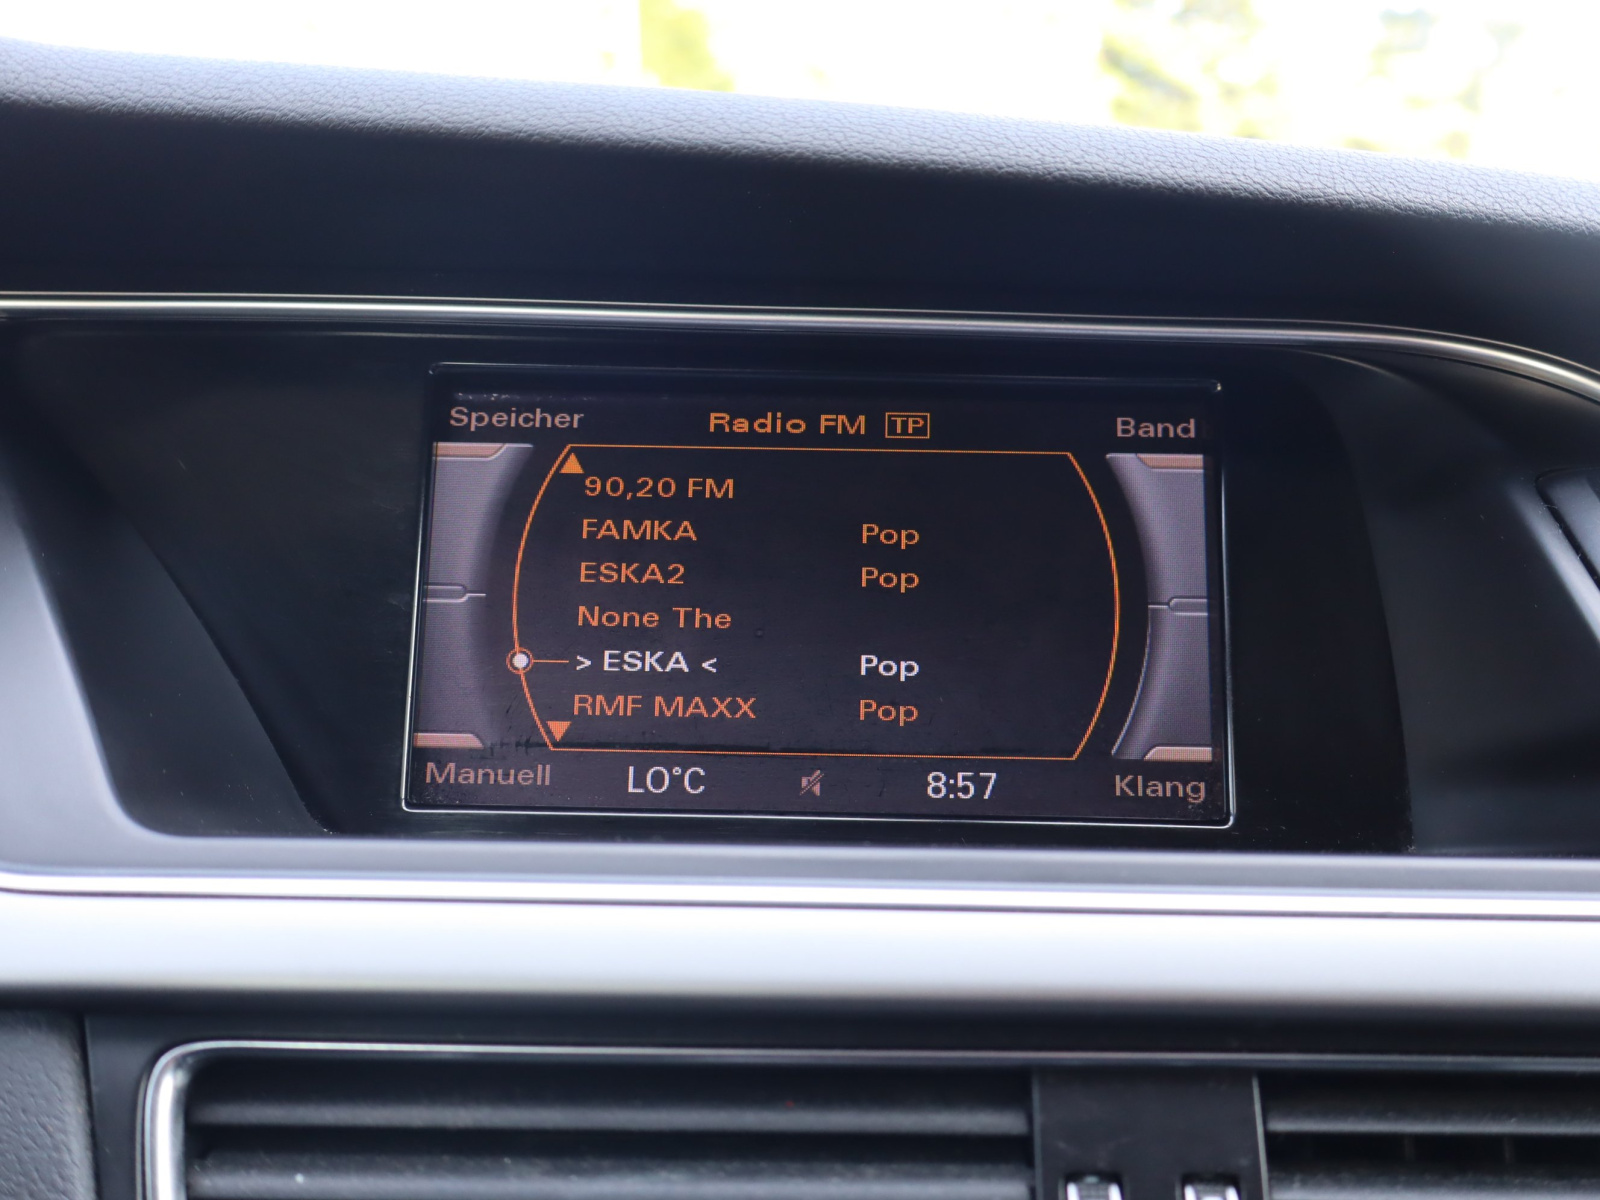 Speicher Radio FM TP Band
90,20 FM
FAMKA Pop
ESKA2 Pop
None The
> ESKA < Pop
RMF MAXX Pop
Manuell LO°C 8:57 Klang